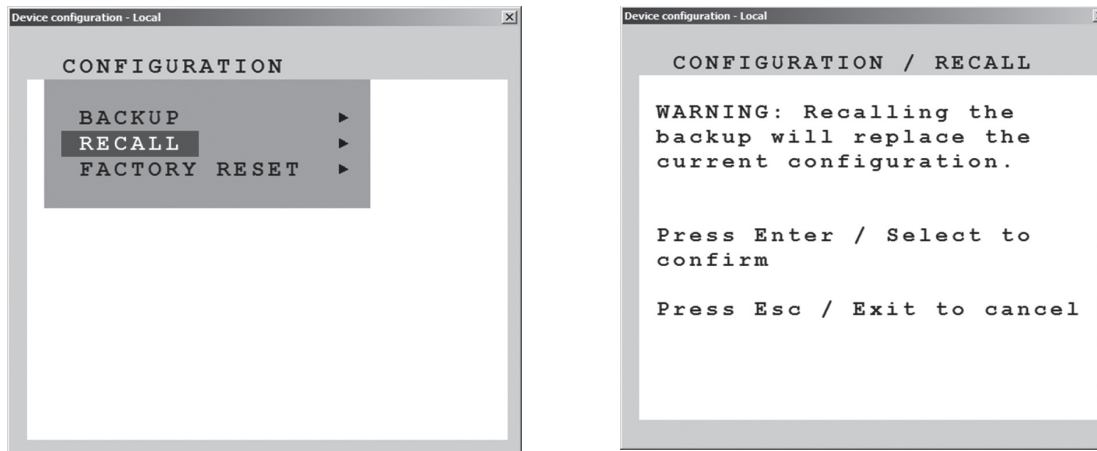 Device configuration - Local
CONFIGURATION
BACKUP
RECALL
FACTORY RESET
Device configuration - Local
CONFIGURATION / RECALL
WARNING: Recalling the
backup will replace the
current configuration.
Press Enter / Select to
confirm
Press Esc / Exit to cancel